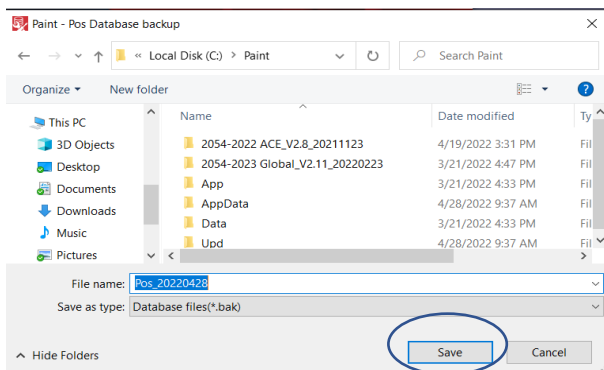 Paint - Pos Database backup
« Local Disk (C:) > Paint
Search Paint
Organize
New folder
Name Date modified Ty
This PC
3D Objects
Desktop
Documents
Downloads
Music
Pictures
2054-2022 ACE_V2.8_20211123 4/19/2022 3:31 PM Fil
2054-2023 Global_V2.11_20220223 3/21/2022 4:47 PM Fil
App 3/21/2022 4:33 PM Fil
AppData 4/28/2022 9:37 AM Fil
Data 3/21/2022 4:33 PM Fil
Upd 4/28/2022 9:37 AM Fil
File name: Pos_20220428
Save as type: Database files(*.bak)
Hide Folders
Save
Cancel